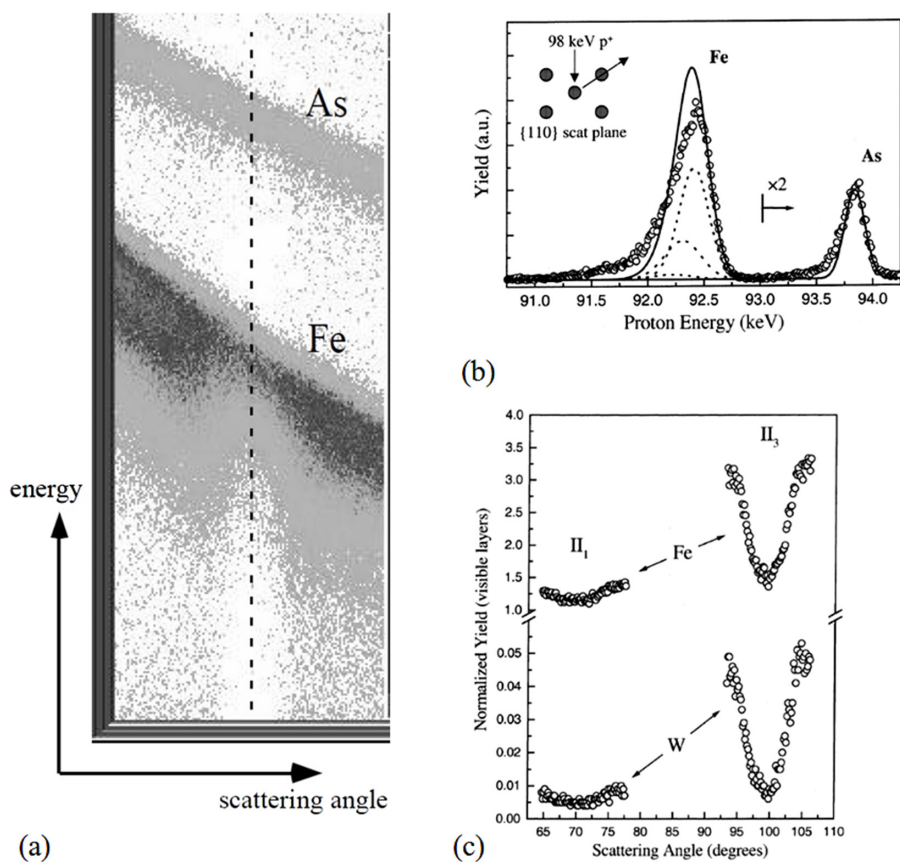 As
Fe
energy
scattering angle
(a)
98 keV p⁺
{110} scat plane
Fe
As
×2
Yield (a.u.)
91.0 91.5 92.0 92.5 93.0 93.5 94.0
Proton Energy (keV)
(b)
4.0
3.5
3.0
2.5
2.0
1.5
1.0
0.05
0.04
0.03
0.02
0.01
0.00
Normalized Yield (visible layers)
II₁
II₃
Fe
W
65 70 75 80 85 90 95 100 105 110
Scattering Angle (degrees)
(c)